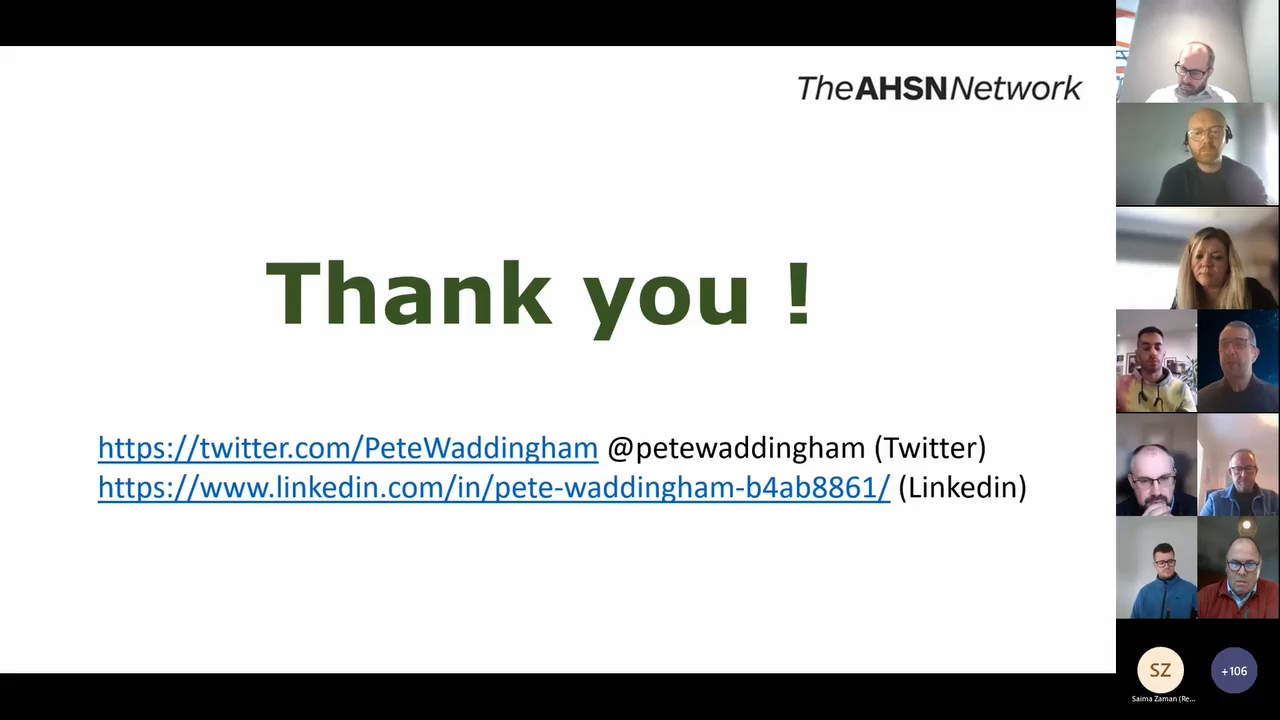 The AHSN Network
Thank you !
https://twitter.com/PeteWaddingham @petewaddingham (Twitter)
https://www.linkedin.com/in/pete-waddingham-b4ab8861/ (Linkedin)
SZ
+106
Saima Zaman (Re...